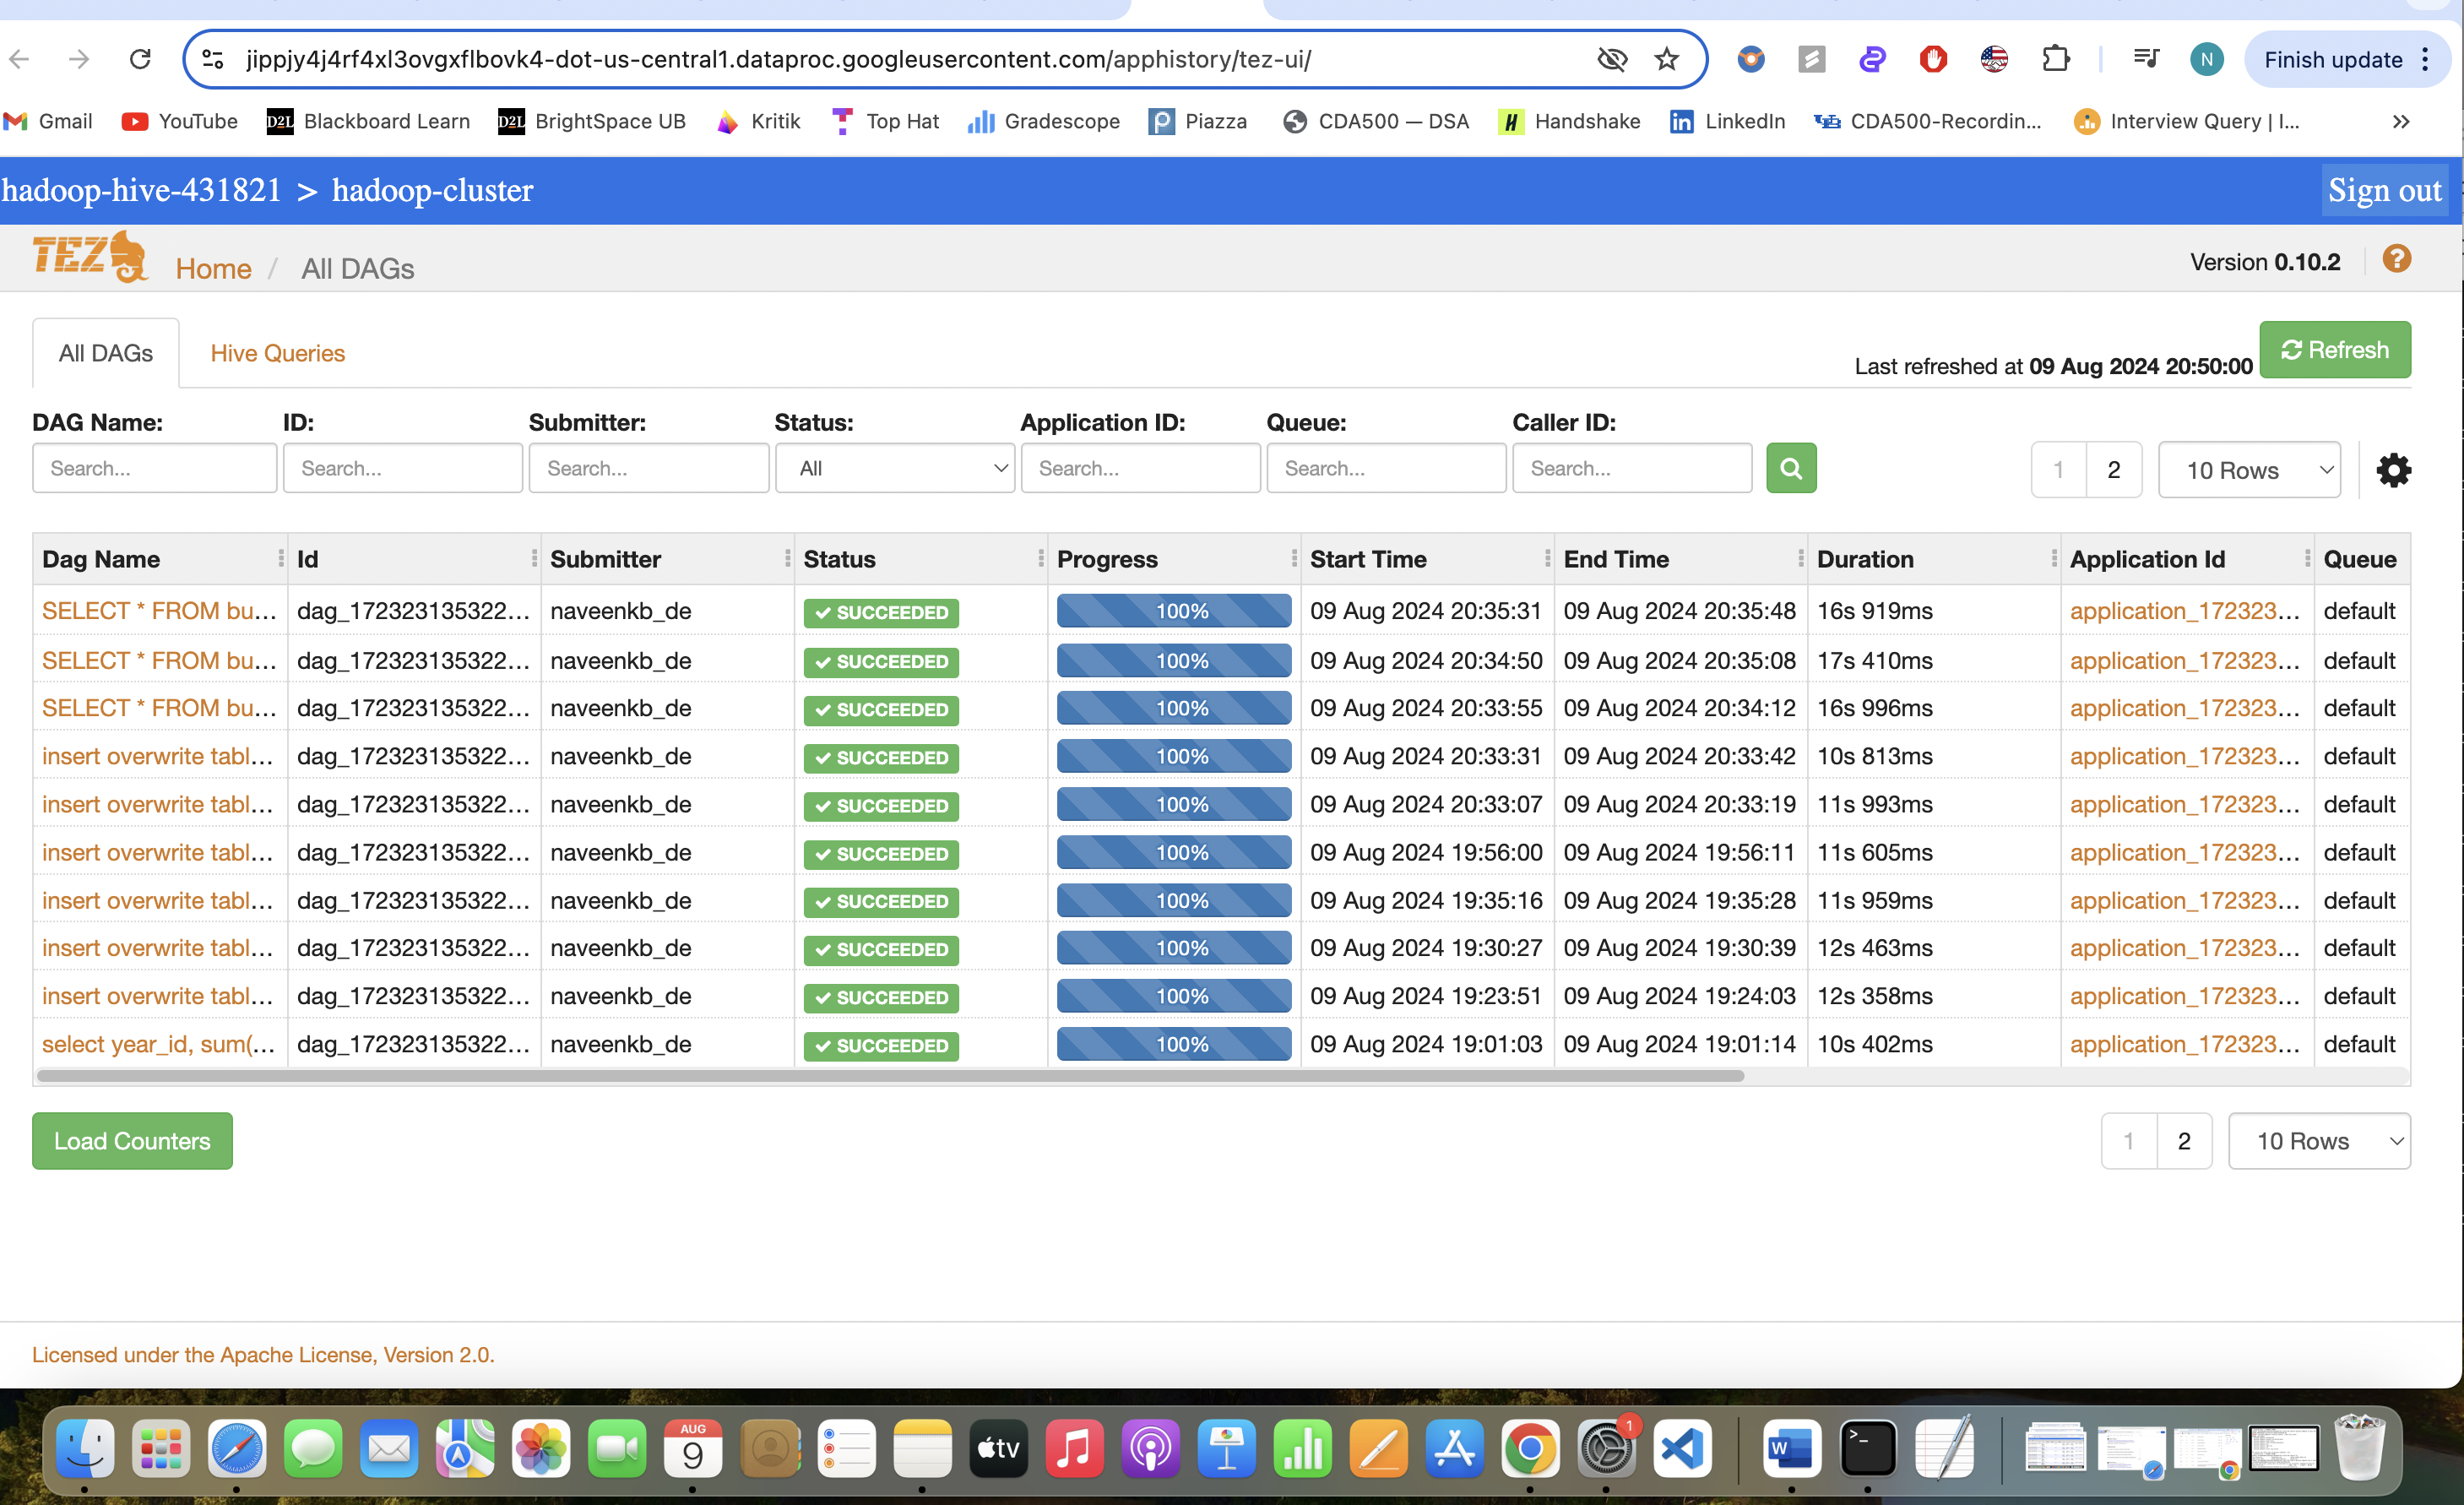 jippjy4j4rf4xl3ovgxflbovk4-dot-us-central1.dataproc.googleusercontent.com/apphistory/tez-ui/
N
Finish update
Gmail YouTube D2L Blackboard Learn D2L BrightSpace UB Kritik Top Hat Gradescope Piazza CDA500 — DSA Handshake LinkedIn CDA500-Recordin... Interview Query | I...
hadoop-hive-431821 > hadoop-cluster
Sign out
TEZ
Home / All DAGs
Version 0.10.2
?
All DAGs
Hive Queries
Last refreshed at 09 Aug 2024 20:50:00
Refresh
DAG Name: ID: Submitter: Status: Application ID: Queue: Caller ID:
Search... Search... Search... All Search... Search... Search...
1 2 10 Rows
Dag Name Id Submitter Status Progress Start Time End Time Duration Application Id Queue
SELECT * FROM bu... dag_172323135322... naveenkb_de SUCCEEDED 100% 09 Aug 2024 20:35:31 09 Aug 2024 20:35:48 16s 919ms application_172323... default
SELECT * FROM bu... dag_172323135322... naveenkb_de SUCCEEDED 100% 09 Aug 2024 20:34:50 09 Aug 2024 20:35:08 17s 410ms application_172323... default
SELECT * FROM bu... dag_172323135322... naveenkb_de SUCCEEDED 100% 09 Aug 2024 20:33:55 09 Aug 2024 20:34:12 16s 996ms application_172323... default
insert overwrite tabl... dag_172323135322... naveenkb_de SUCCEEDED 100% 09 Aug 2024 20:33:31 09 Aug 2024 20:33:42 10s 813ms application_172323... default
insert overwrite tabl... dag_172323135322... naveenkb_de SUCCEEDED 100% 09 Aug 2024 20:33:07 09 Aug 2024 20:33:19 11s 993ms application_172323... default
insert overwrite tabl... dag_172323135322... naveenkb_de SUCCEEDED 100% 09 Aug 2024 19:56:00 09 Aug 2024 19:56:11 11s 605ms application_172323... default
insert overwrite tabl... dag_172323135322... naveenkb_de SUCCEEDED 100% 09 Aug 2024 19:35:16 09 Aug 2024 19:35:28 11s 959ms application_172323... default
insert overwrite tabl... dag_172323135322... naveenkb_de SUCCEEDED 100% 09 Aug 2024 19:30:27 09 Aug 2024 19:30:39 12s 463ms application_172323... default
insert overwrite tabl... dag_172323135322... naveenkb_de SUCCEEDED 100% 09 Aug 2024 19:23:51 09 Aug 2024 19:24:03 12s 358ms application_172323... default
select year_id, sum(... dag_172323135322... naveenkb_de SUCCEEDED 100% 09 Aug 2024 19:01:03 09 Aug 2024 19:01:14 10s 402ms application_172323... default
Load Counters
1 2 10 Rows
Licensed under the Apache License, Version 2.0.
AUG
9
tv
1
W
>_